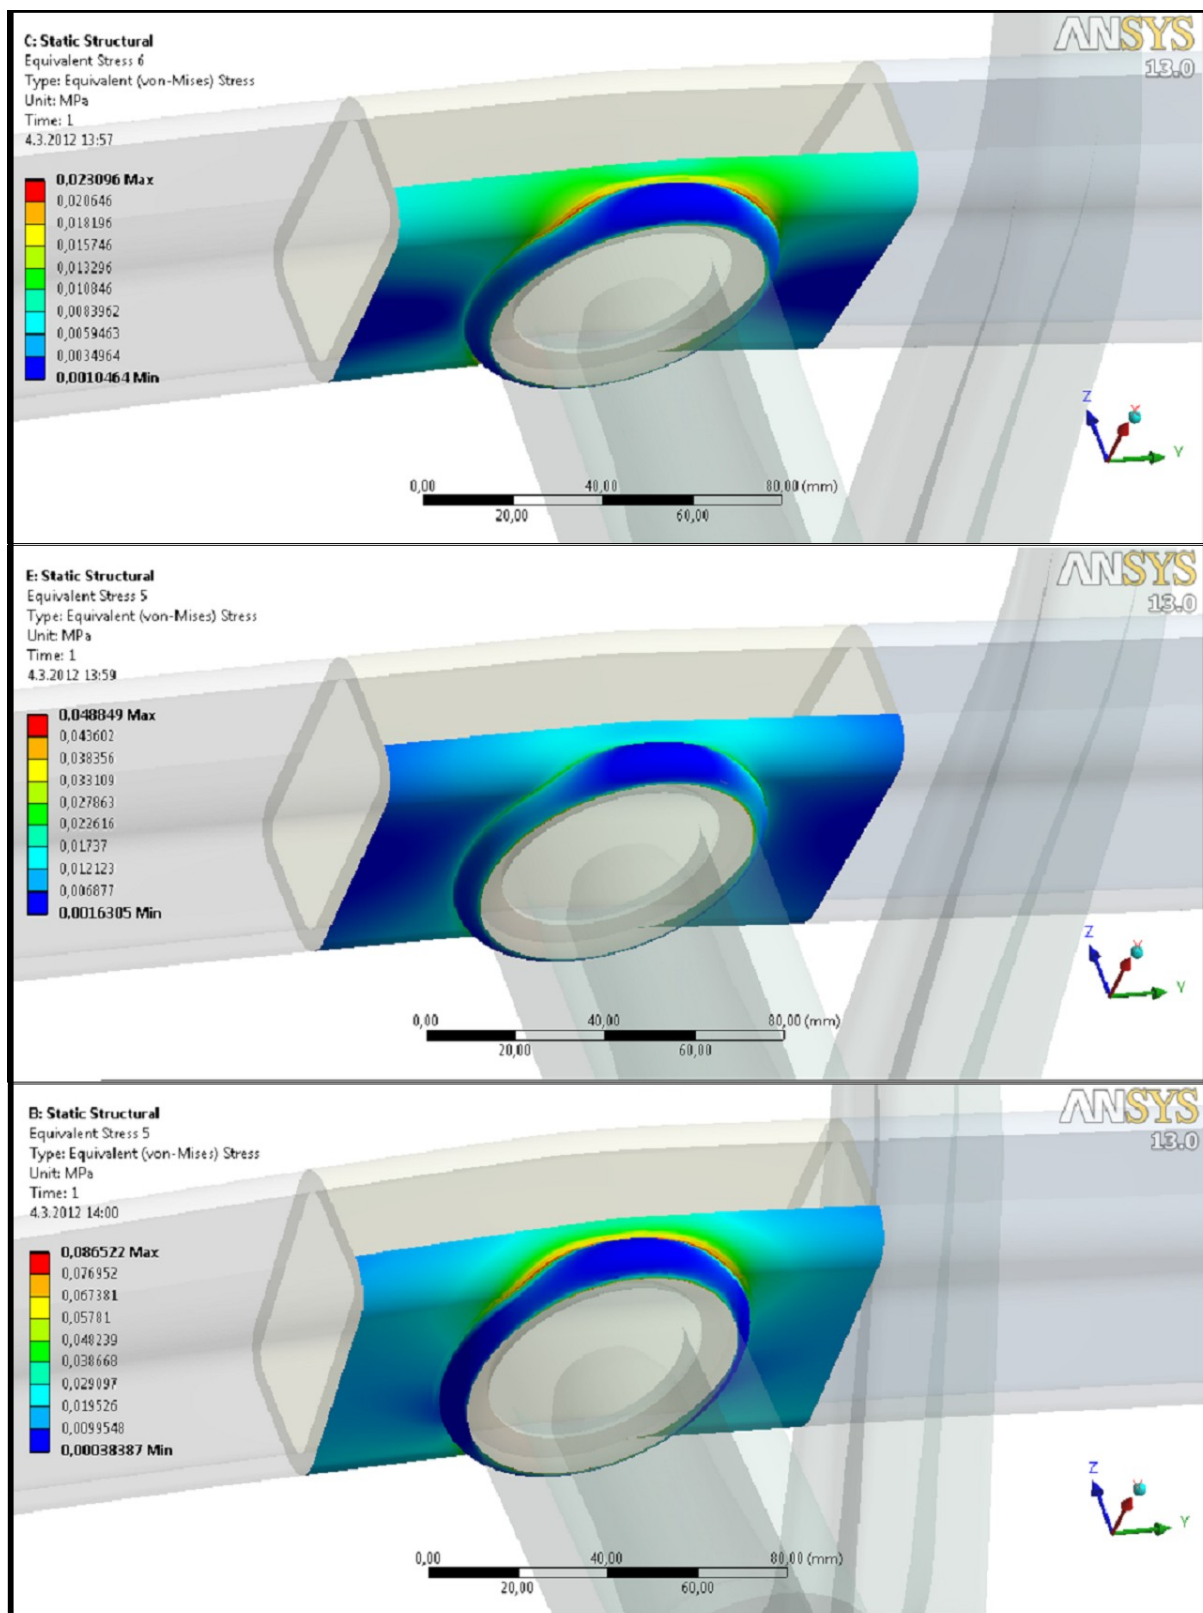 C: Static Structural
Equivalent Stress 6
Type: Equivalent (von-Mises) Stress
Unit: MPa
Time: 1
4.3.2012 13:57
ANSYS
13.0
0,023096 Max
0,020646
0,018196
0,015746
0,013296
0,010846
0,0083962
0,0059463
0,0034964
0,0010464 Min
Z
X
Y
0,00 40,00 80,00 (mm)
20,00 60,00
E: Static Structural
Equivalent Stress 5
Type: Equivalent (von-Mises) Stress
Unit: MPa
Time: 1
4.3.2012 13:59
ANSYS
13.0
0,048849 Max
0,043602
0,038356
0,033109
0,027863
0,022616
0,01737
0,012123
0,006877
0,0016305 Min
Z
X
Y
0,00 40,00 80,00 (mm)
20,00 60,00
B: Static Structural
Equivalent Stress 5
Type: Equivalent (von-Mises) Stress
Unit: MPa
Time: 1
4.3.2012 14:00
ANSYS
13.0
0,086522 Max
0,076952
0,067381
0,05781
0,048239
0,038668
0,029097
0,019526
0,0099548
0,00038387 Min
Z
X
Y
0,00 40,00 80,00 (mm)
20,00 60,00